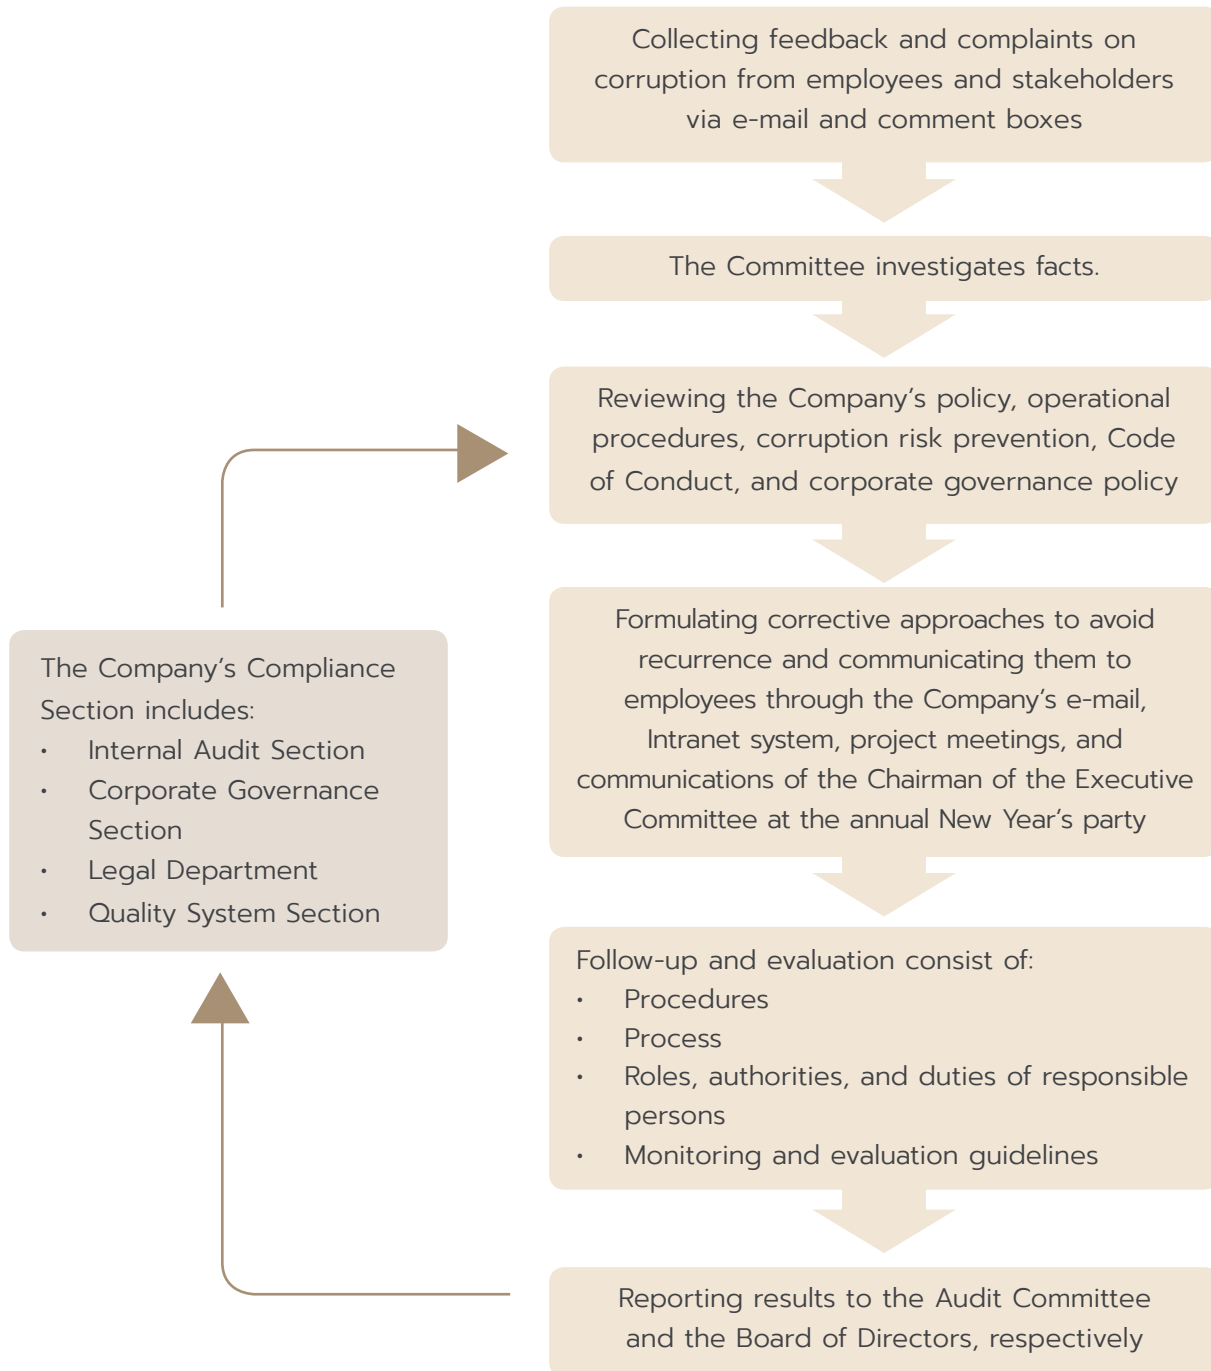 Collecting feedback and complaints on
corruption from employees and stakeholders
via e-mail and comment boxes
The Committee investigates facts.
Reviewing the Company’s policy, operational
procedures, corruption risk prevention, Code
of Conduct, and corporate governance policy
Formulating corrective approaches to avoid
recurrence and communicating them to
employees through the Company’s e-mail,
Intranet system, project meetings, and
communications of the Chairman of the Executive
Committee at the annual New Year’s party
The Company’s Compliance
Section includes:
• Internal Audit Section
• Corporate Governance
Section
• Legal Department
• Quality System Section
Follow-up and evaluation consist of:
• Procedures
• Process
• Roles, authorities, and duties of responsible
persons
• Monitoring and evaluation guidelines
Reporting results to the Audit Committee
and the Board of Directors, respectively